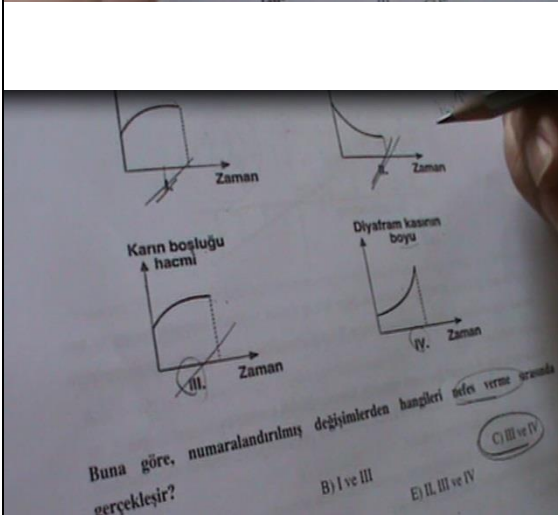 I.
Zaman
II.
Zaman
Karın boşluğu
hacmi
III.
Zaman
Diyafram kasının
boyu
IV.
Zaman
Buna göre, numaralandırılmış değişimlerden hangileri nefes verme sırasında
gerçekleşir?
B) I ve III
C) III ve IV
E) II, III ve IV